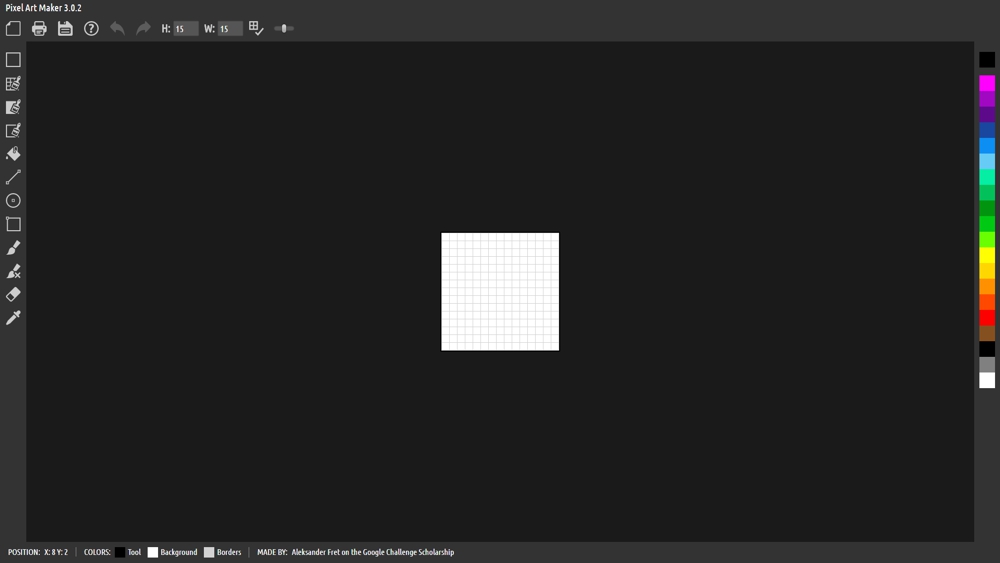 Pixel Art Maker 3.0.2
H: 15 W: 15
POSITION: X: 8 Y: 2 COLORS: Tool Background Borders MADE BY: Aleksander Fret on the Google Challenge Scholarship